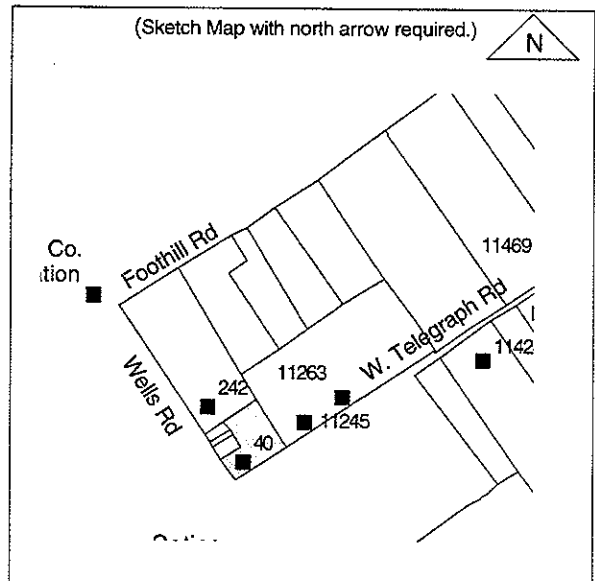 (Sketch Map with north arrow required.)
N
Co.
tion
Foothill Rd
11469
W. Telegraph Rd
1142
Wells Rd
242
11263
11245
40